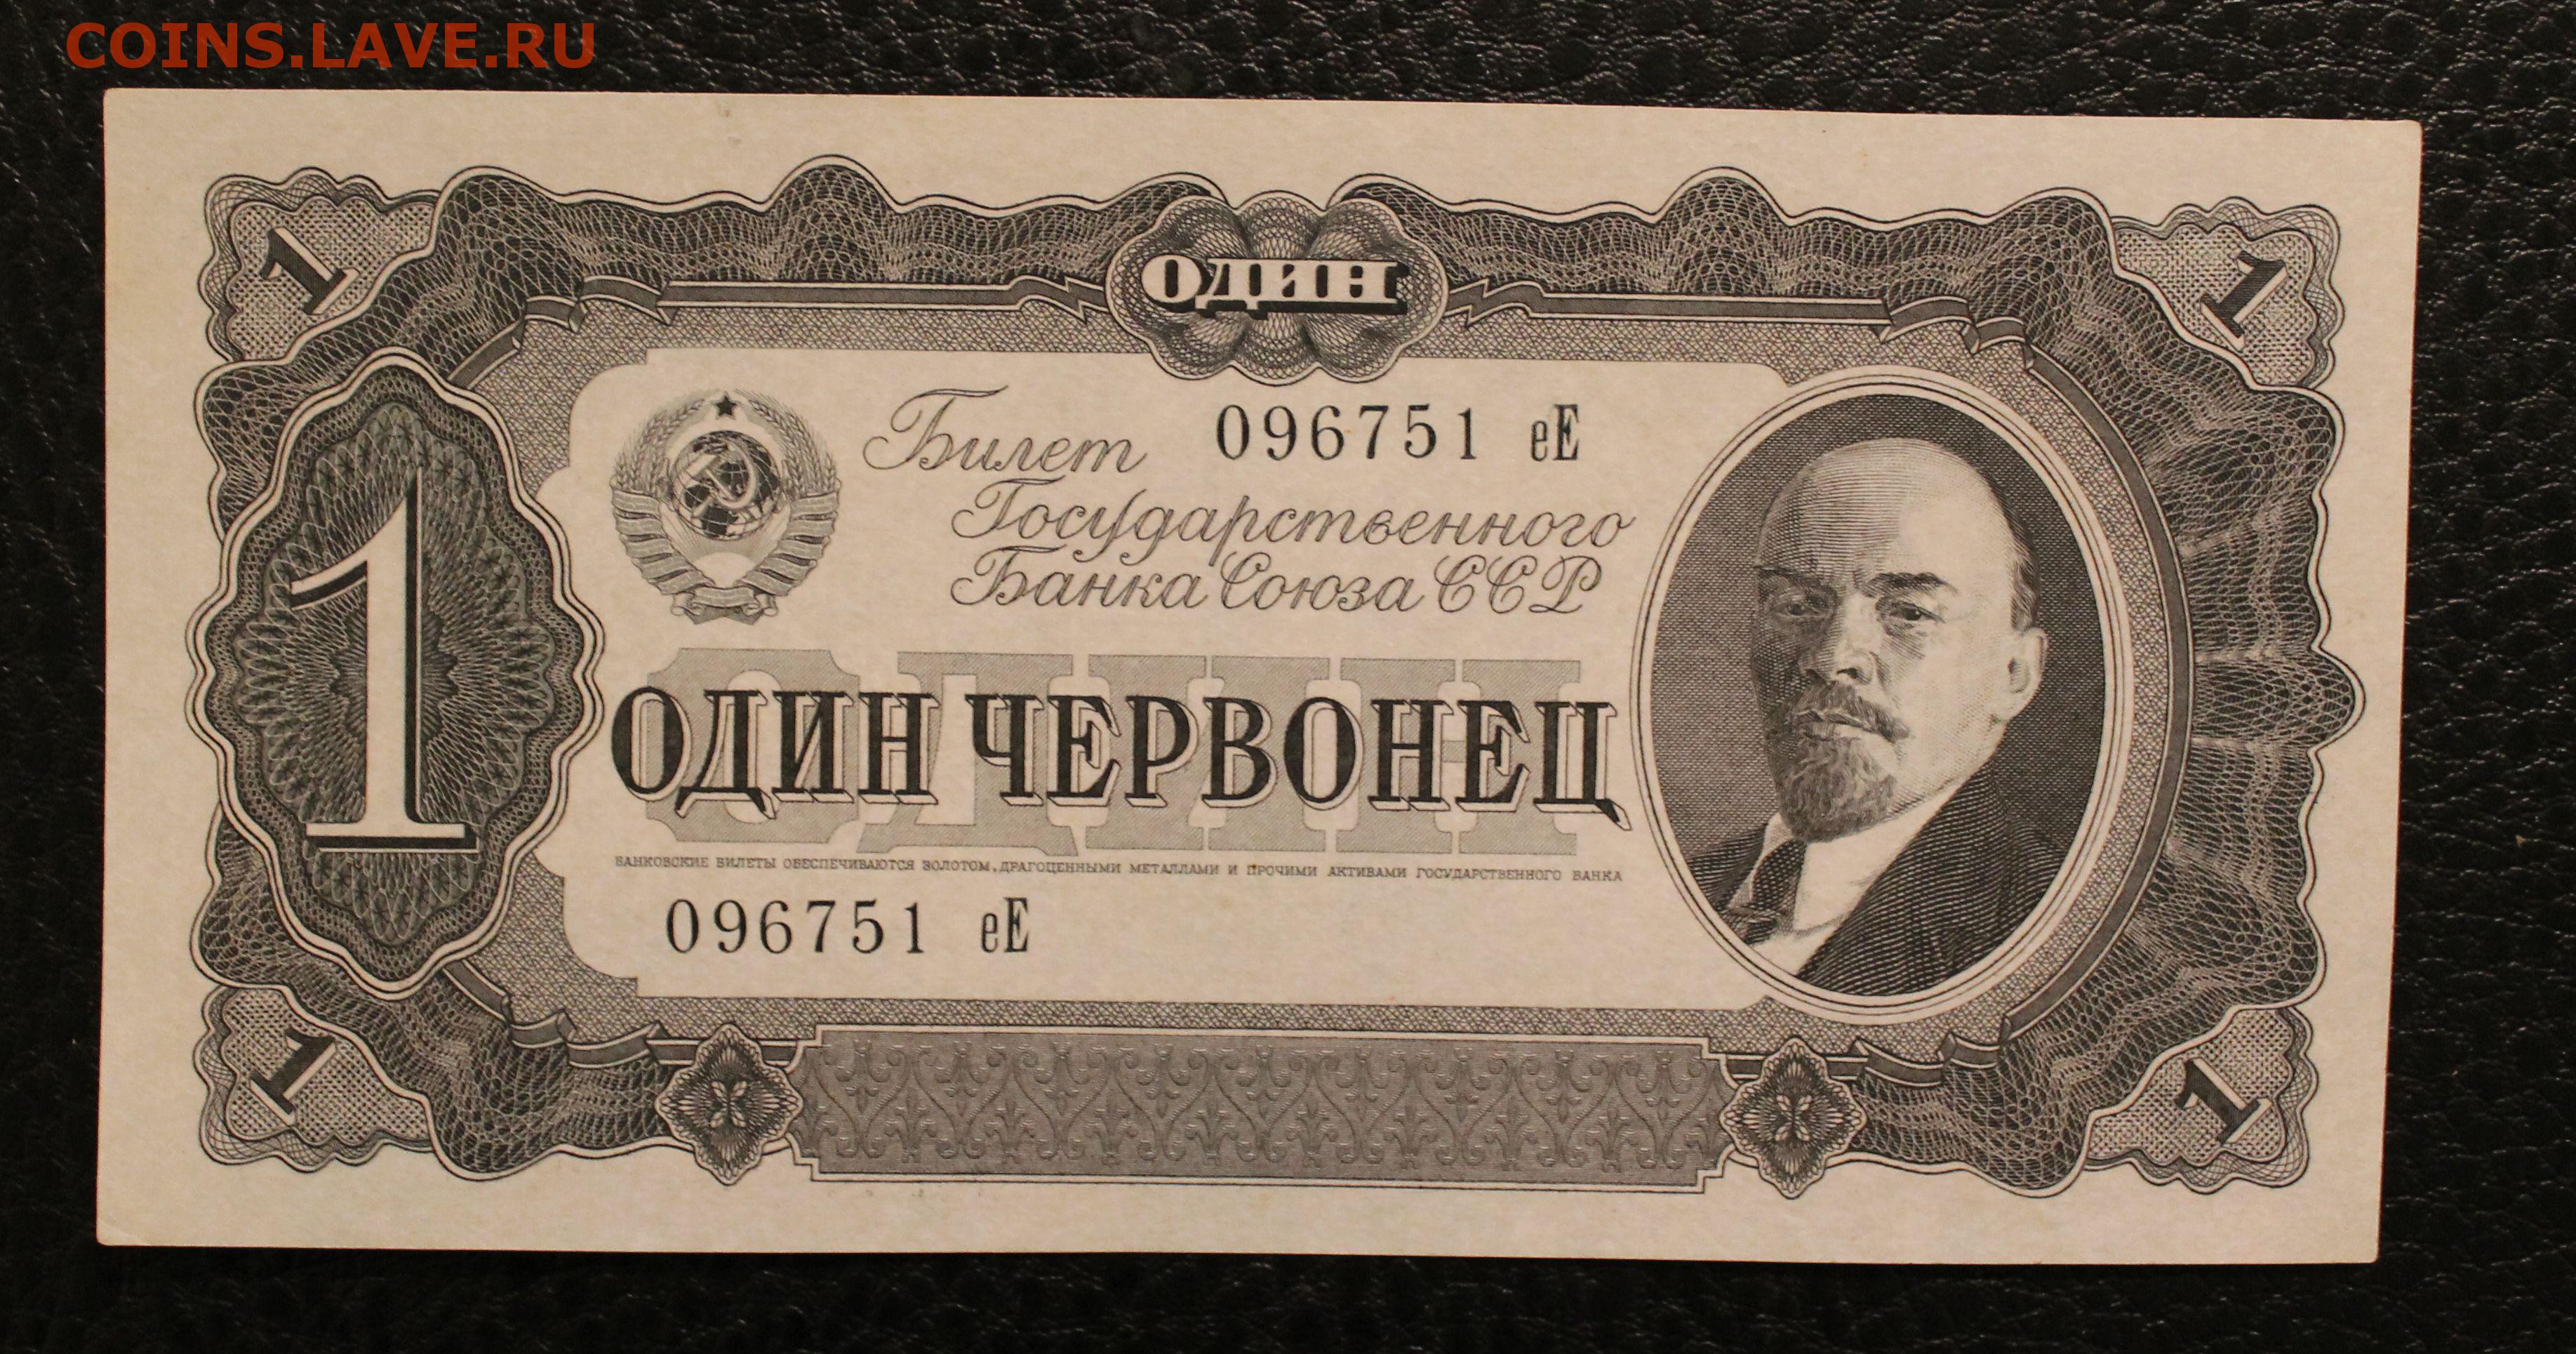 COINS.LAVE.RU
1
1
ОДИН
Билет 096751 еЕ
Государственного
Банка Союза ССР
1
ОДИН
ОДИН ЧЕРВОНЕЦ
БАНКОВСКИЕ БИЛЕТЫ ОБЕСПЕЧИВАЮТСЯ ЗОЛОТОМ, ДРАГОЦЕННЫМИ МЕТАЛЛАМИ И ПРОЧИМИ АКТИВАМИ ГОСУДАРСТВЕННОГО БАНКА
096751 еЕ
1
1